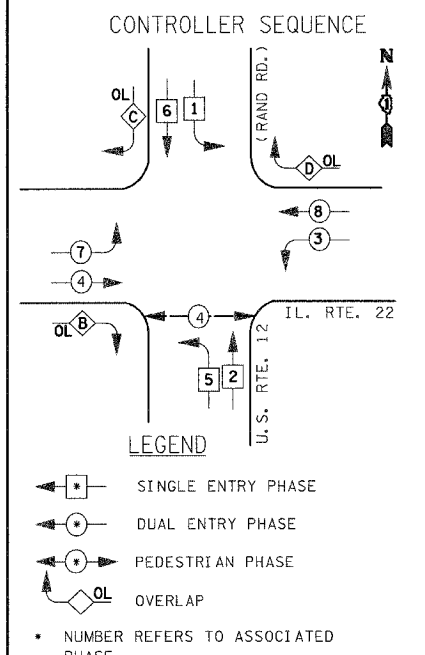 CONTROLLER SEQUENCE
N
(RAND RD.)
OL
C
6
1
D
OL
8
3
7
4
4
IL. RTE. 22
OL
B
5
2
U.S. RTE. 12
LEGEND
* SINGLE ENTRY PHASE
* DUAL ENTRY PHASE
* PEDESTRIAN PHASE
OL OVERLAP
* NUMBER REFERS TO ASSOCIATED
PHASE